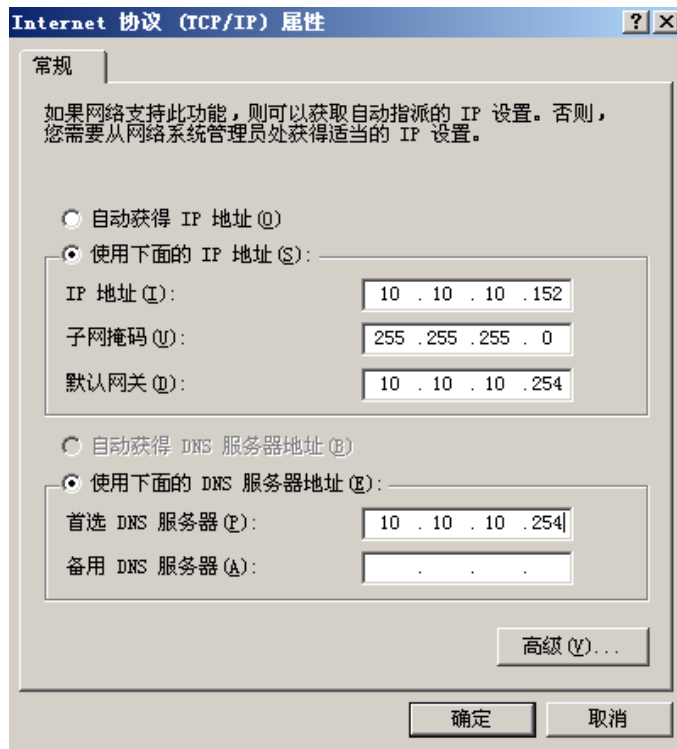 Internet 协议 (TCP/IP) 属性
常规
如果网络支持此功能，则可以获取自动指派的 IP 设置。否则，
您需要从网络系统管理员处获得适当的 IP 设置。
自动获得 IP 地址(O)
使用下面的 IP 地址(S):
IP 地址(I): 10 . 10 . 10 .152
子网掩码(U): 255 .255 .255 . 0
默认网关(D): 10 . 10 . 10 .254
自动获得 DNS 服务器地址(B)
使用下面的 DNS 服务器地址(E):
首选 DNS 服务器(P): 10 . 10 . 10 .254
备用 DNS 服务器(A): . . .
高级(V)...
确定 取消